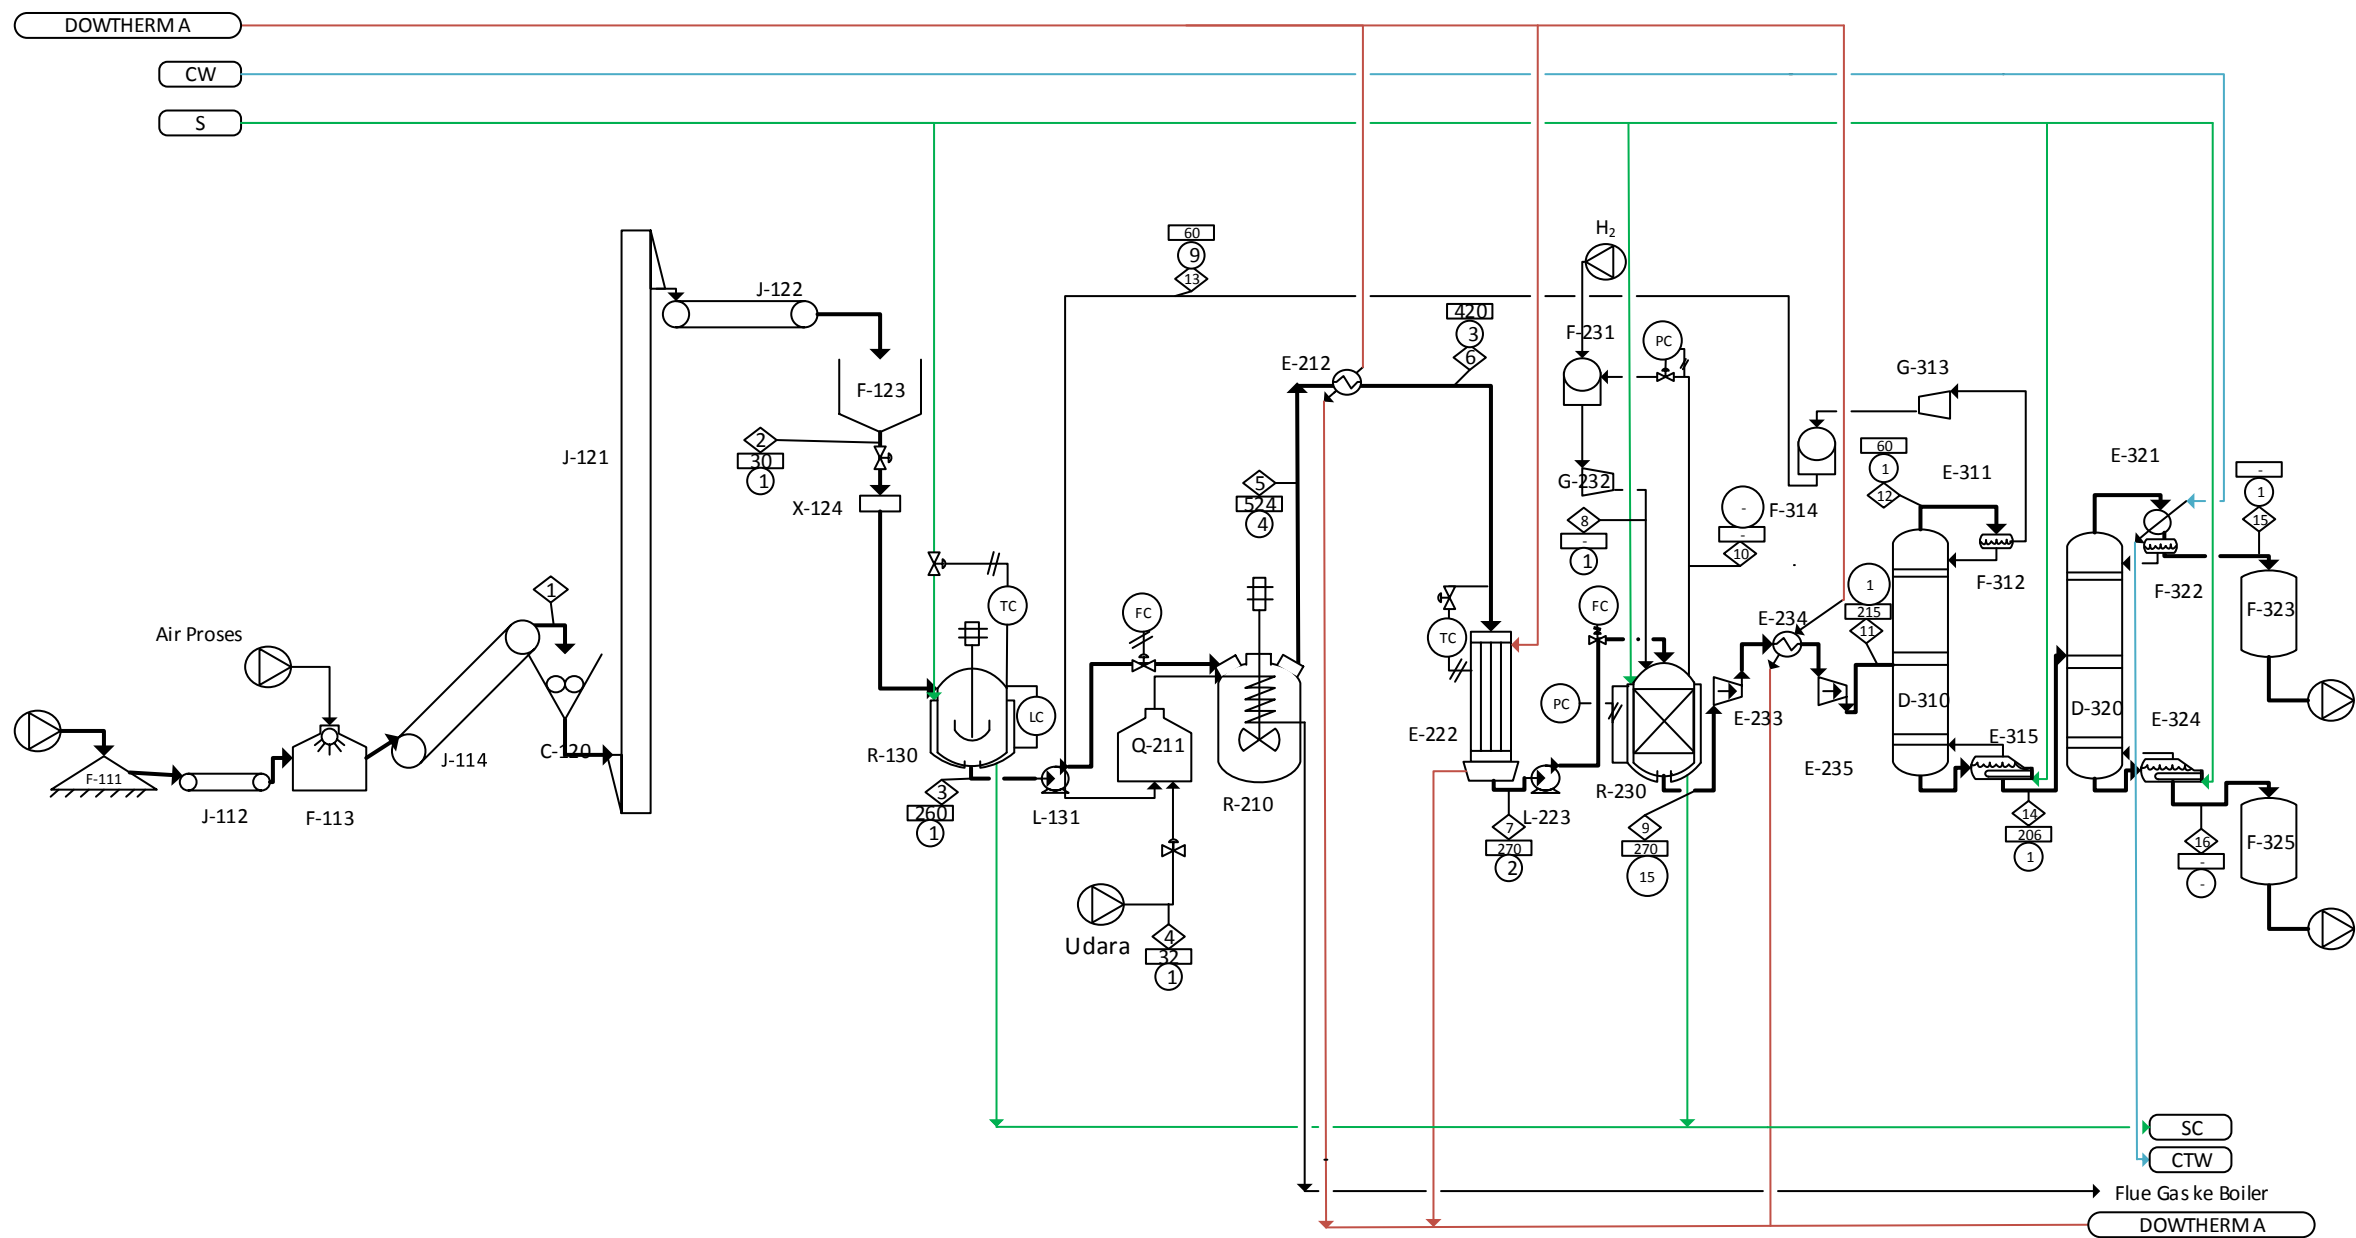 DOWTHERM A
CW
S
60
9
13
H2
J-122
420
3
6
F-231
PC
E-212
G-313
F-123
2
30
1
J-121
60
1
12
E-311
E-321
-
1
15
X-124
5
524
4
G-232
8
-
1
-
-
10
F-314
1
TC
FC
TC
FC
1
215
11
F-312
F-322
F-323
Air Proses
E-234
LC
PC
E-233
D-310
D-320
E-324
F-111
J-112
F-113
J-114
C-120
R-130
Q-211
R-210
E-222
R-230
E-235
E-315
3
260
1
L-131
7
270
2
L-223
9
270
15
14
206
1
16
-
-
F-325
Udara
4
32
1
SC
CTW
Flue Gas ke Boiler
DOWTHERM A